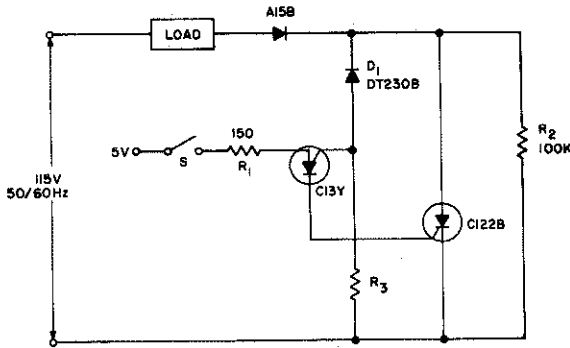 A15B
LOAD
D1
DT230B
R2
100K
150
5V
S
R1
115V
50/60Hz
C13Y
C122B
R3